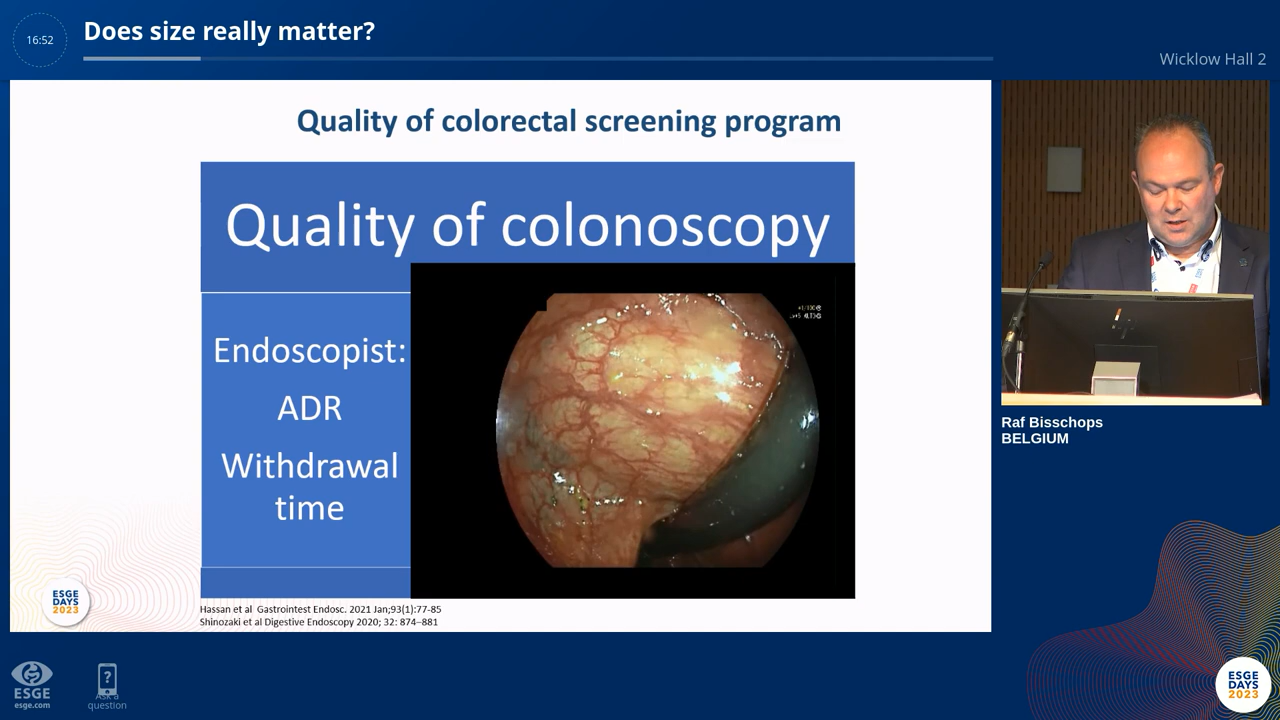 16:52
Does size really matter?
Wicklow Hall 2
Quality of colorectal screening program
Quality of colonoscopy
Endoscopist:
ADR
Withdrawal
time
Hassan et al Gastrointest Endosc. 2021 Jan;93(1):77-85
Shinozaki et al Digestive Endoscopy 2020; 32: 874–881
ESGE
DAYS
2023
Raf Bisschops
BELGIUM
ESGE
esge.com
?
Ask a
question
ESGE
DAYS
2023